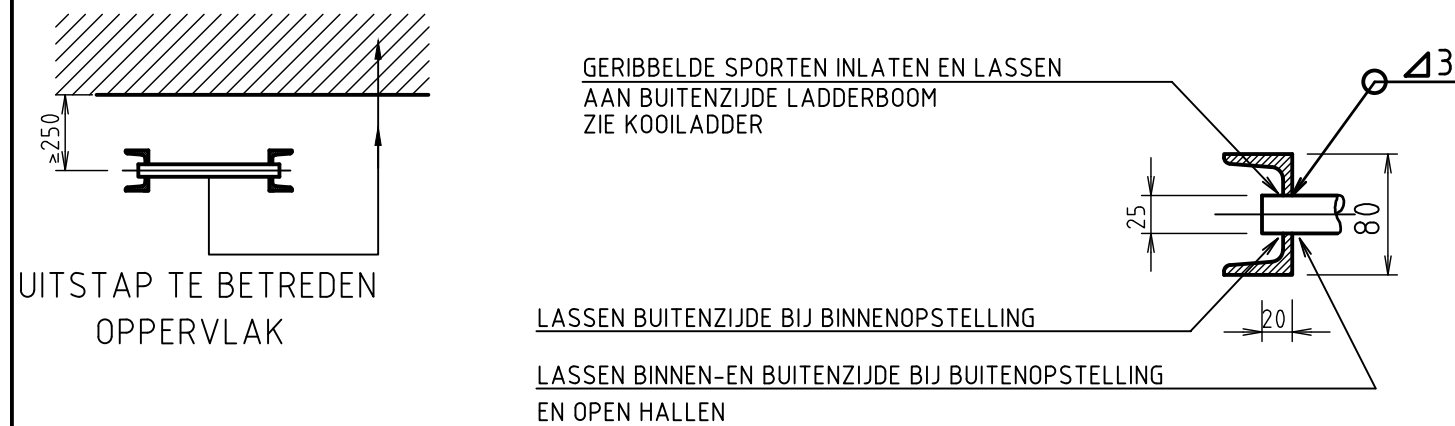 ≥250
UITSTAP TE BETREDEN
OPPERVLAK
GERIBBELDE SPORTEN INLATEN EN LASSEN
AAN BUITENZIJDE LADDERBOOM
ZIE KOOILADDER
3
25
80
20
LASSEN BUITENZIJDE BIJ BINNENOPSTELLING
LASSEN BINNEN-EN BUITENZIJDE BIJ BUITENOPSTELLING
EN OPEN HALLEN